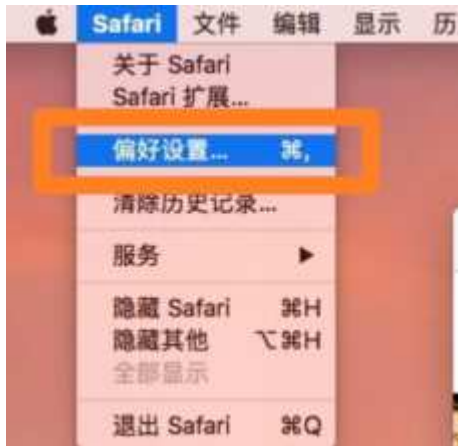 Safari 文件 编辑 显示 历
关于 Safari
Safari 扩展...
偏好设置... ⌘,
清除历史记录...
服务 ▶
隐藏 Safari ⌘H
隐藏其他 ⌥⌘H
全部显示
退出 Safari ⌘Q